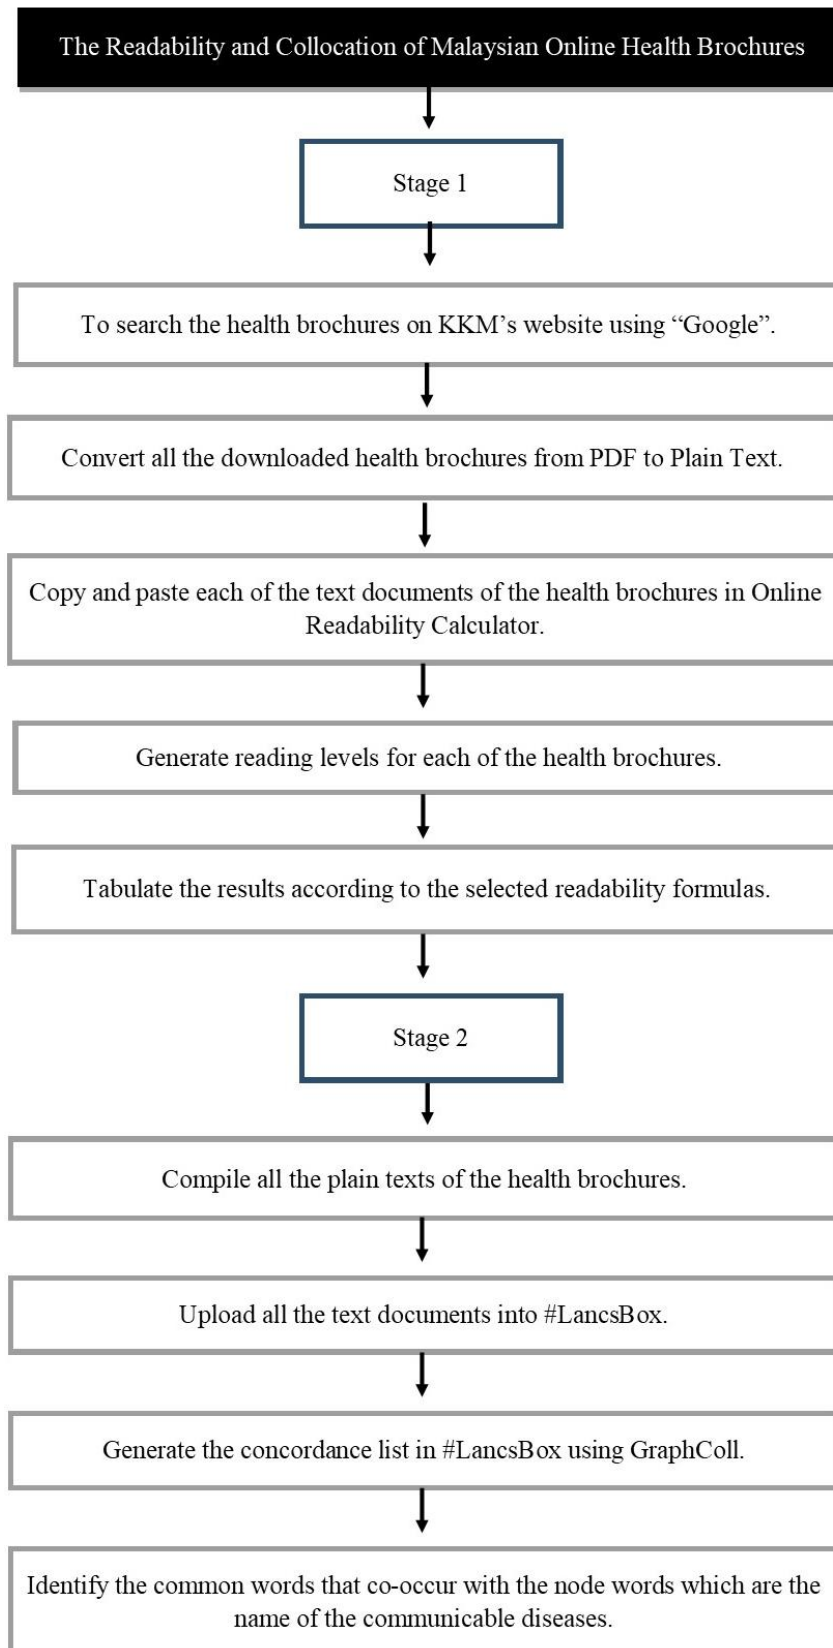 The Readability and Collocation of Malaysian Online Health Brochures
Stage 1
To search the health brochures on KKM’s website using “Google”.
Convert all the downloaded health brochures from PDF to Plain Text.
Copy and paste each of the text documents of the health brochures in Online
Readability Calculator.
Generate reading levels for each of the health brochures.
Tabulate the results according to the selected readability formulas.
Stage 2
Compile all the plain texts of the health brochures.
Upload all the text documents into #LancsBox.
Generate the concordance list in #LancsBox using GraphColl.
Identify the common words that co-occur with the node words which are the
name of the communicable diseases.